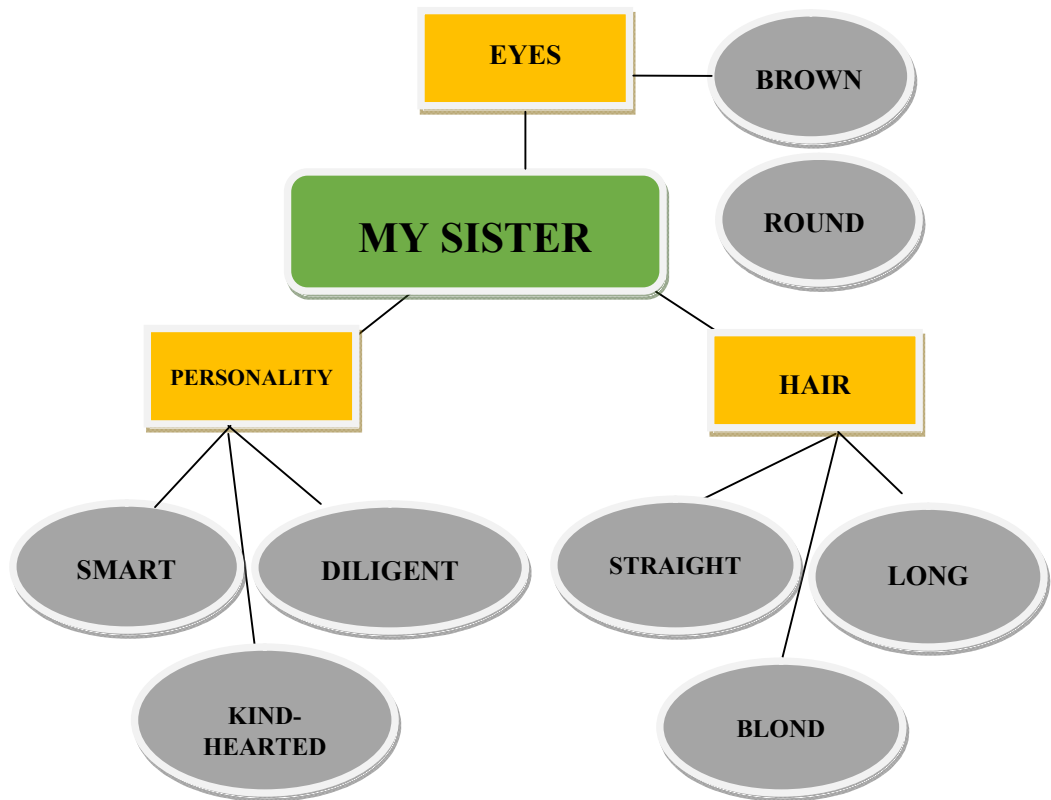 EYES
BROWN
ROUND
MY SISTER
PERSONALITY
HAIR
SMART
DILIGENT
STRAIGHT
LONG
KIND-
HEARTED
BLOND